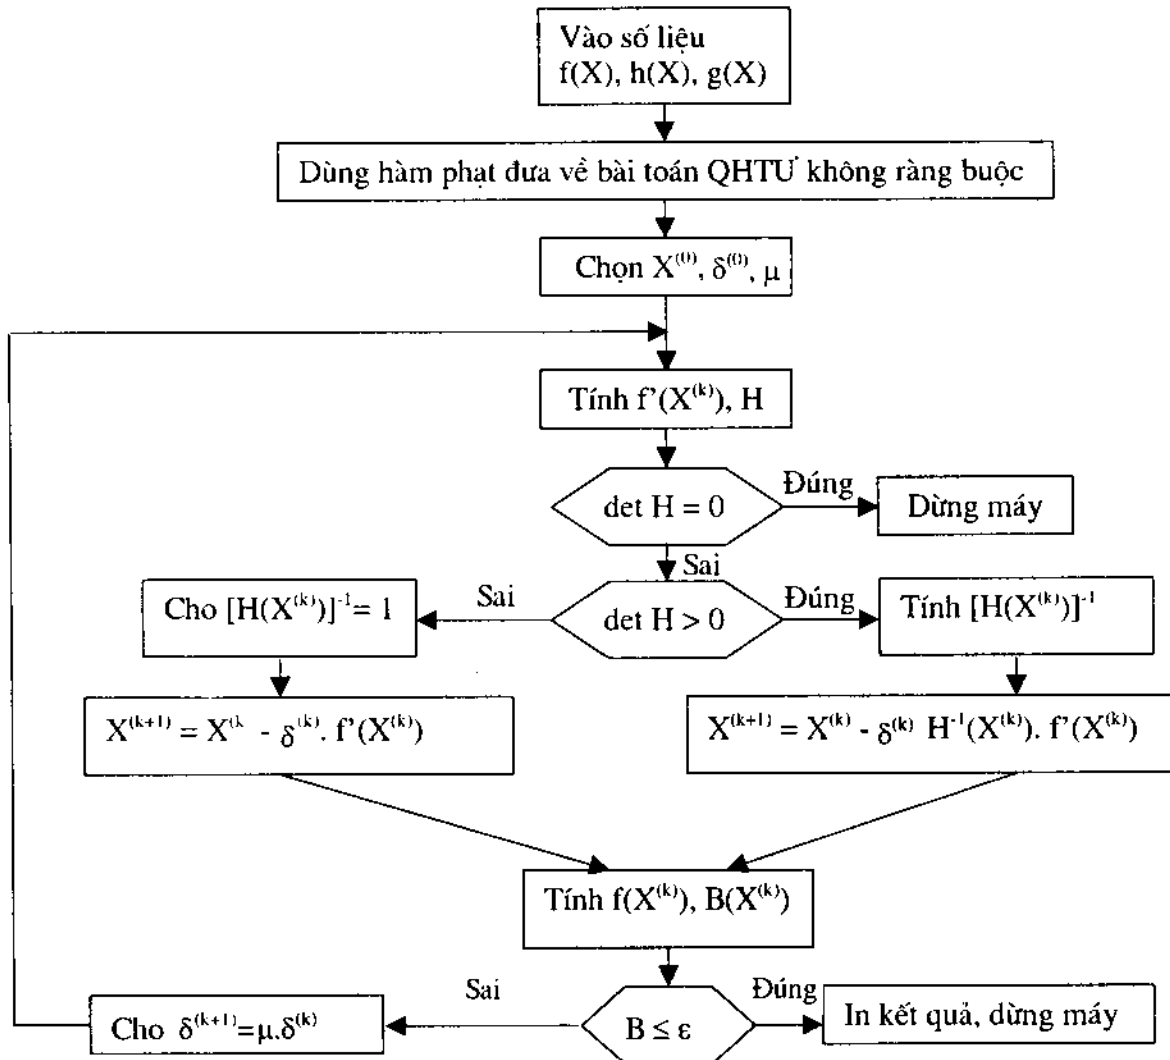 Vào số liệu
f(X), h(X), g(X)
Dùng hàm phạt đưa về bài toán QHTƯ không ràng buộc
Chọn X⁽⁰⁾, δ⁽⁰⁾, μ
Tính f'(X⁽ᵏ⁾), H
det H = 0
Đúng
Dừng máy
Sai
Cho [H(X⁽ᵏ⁾)]⁻¹= 1
Sai
det H > 0
Đúng
Tính [H(X⁽ᵏ⁾)]⁻¹
X⁽ᵏ⁺¹⁾ = X⁽ᵏ - δ⁽ᵏ⁾. f'(X⁽ᵏ⁾)
X⁽ᵏ⁺¹⁾ = X⁽ᵏ⁾ - δ⁽ᵏ⁾ H⁻¹(X⁽ᵏ⁾). f'(X⁽ᵏ⁾)
Tính f(X⁽ᵏ⁾), B(X⁽ᵏ⁾)
Cho δ⁽ᵏ⁺¹⁾=μ.δ⁽ᵏ⁾
Sai
B ≤ ε
Đúng
In kết quả, dừng máy